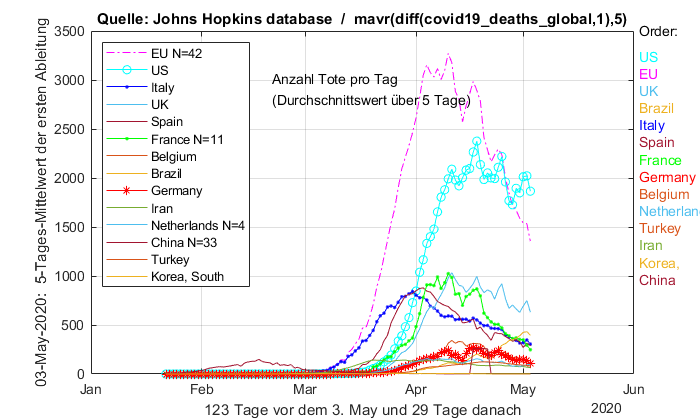 Quelle: Johns Hopkins database / mavr(diff(covid19_deaths_global,1),5)
Order:
03-May-2020: 5-Tages-Mittelwert der ersten Ableitung
3500
3000
2500
2000
1500
1000
500
0
EU N=42
US
Italy
UK
Spain
France N=11
Belgium
Brazil
Germany
Iran
Netherlands N=4
China N=33
Turkey
Korea, South
Anzahl Tote pro Tag
(Durchschnittswert über 5 Tage)
US
EU
UK
Brazil
Italy
Spain
France
Germany
Belgium
Netherlan
Turkey
Iran
Korea,
China
Jan
Feb
Mar
Apr
May
Jun
123 Tage vor dem 3. May und 29 Tage danach
2020